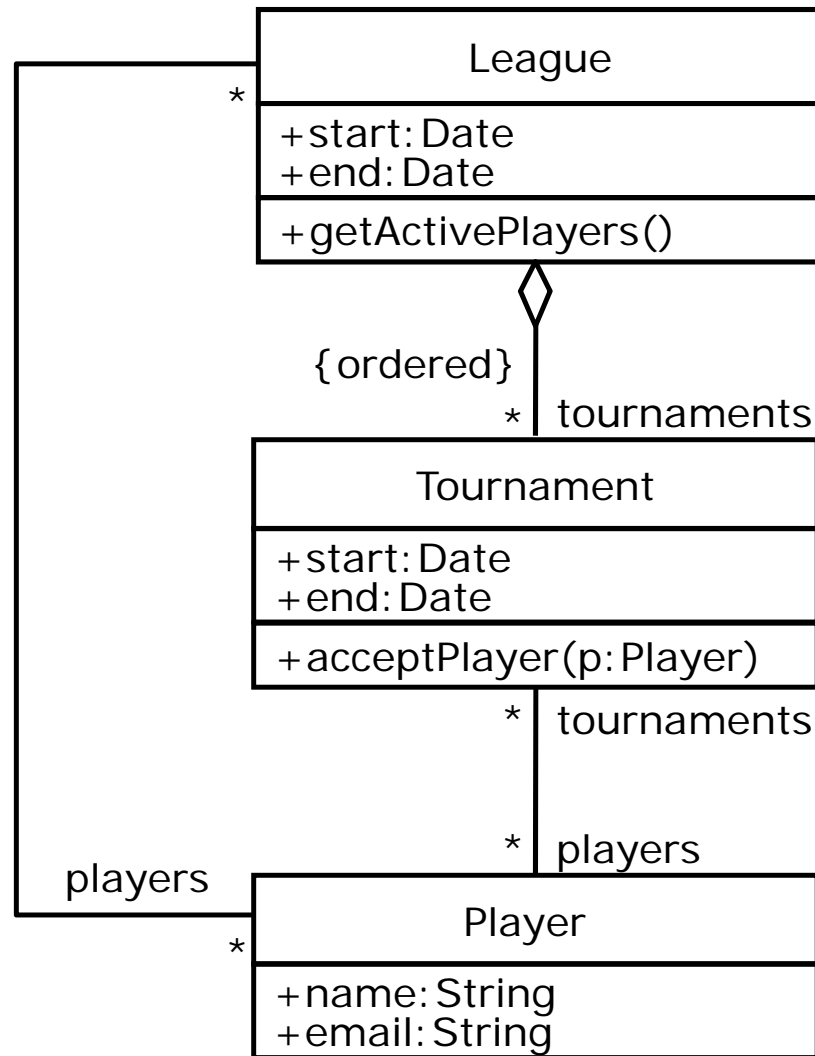 League
*
+start:Date
+end:Date
+getActivePlayers()
{ordered}
* tournaments
Tournament
+start:Date
+end:Date
+acceptPlayer(p:Player)
* tournaments
* players
players
Player
*
+name:String
+email:String